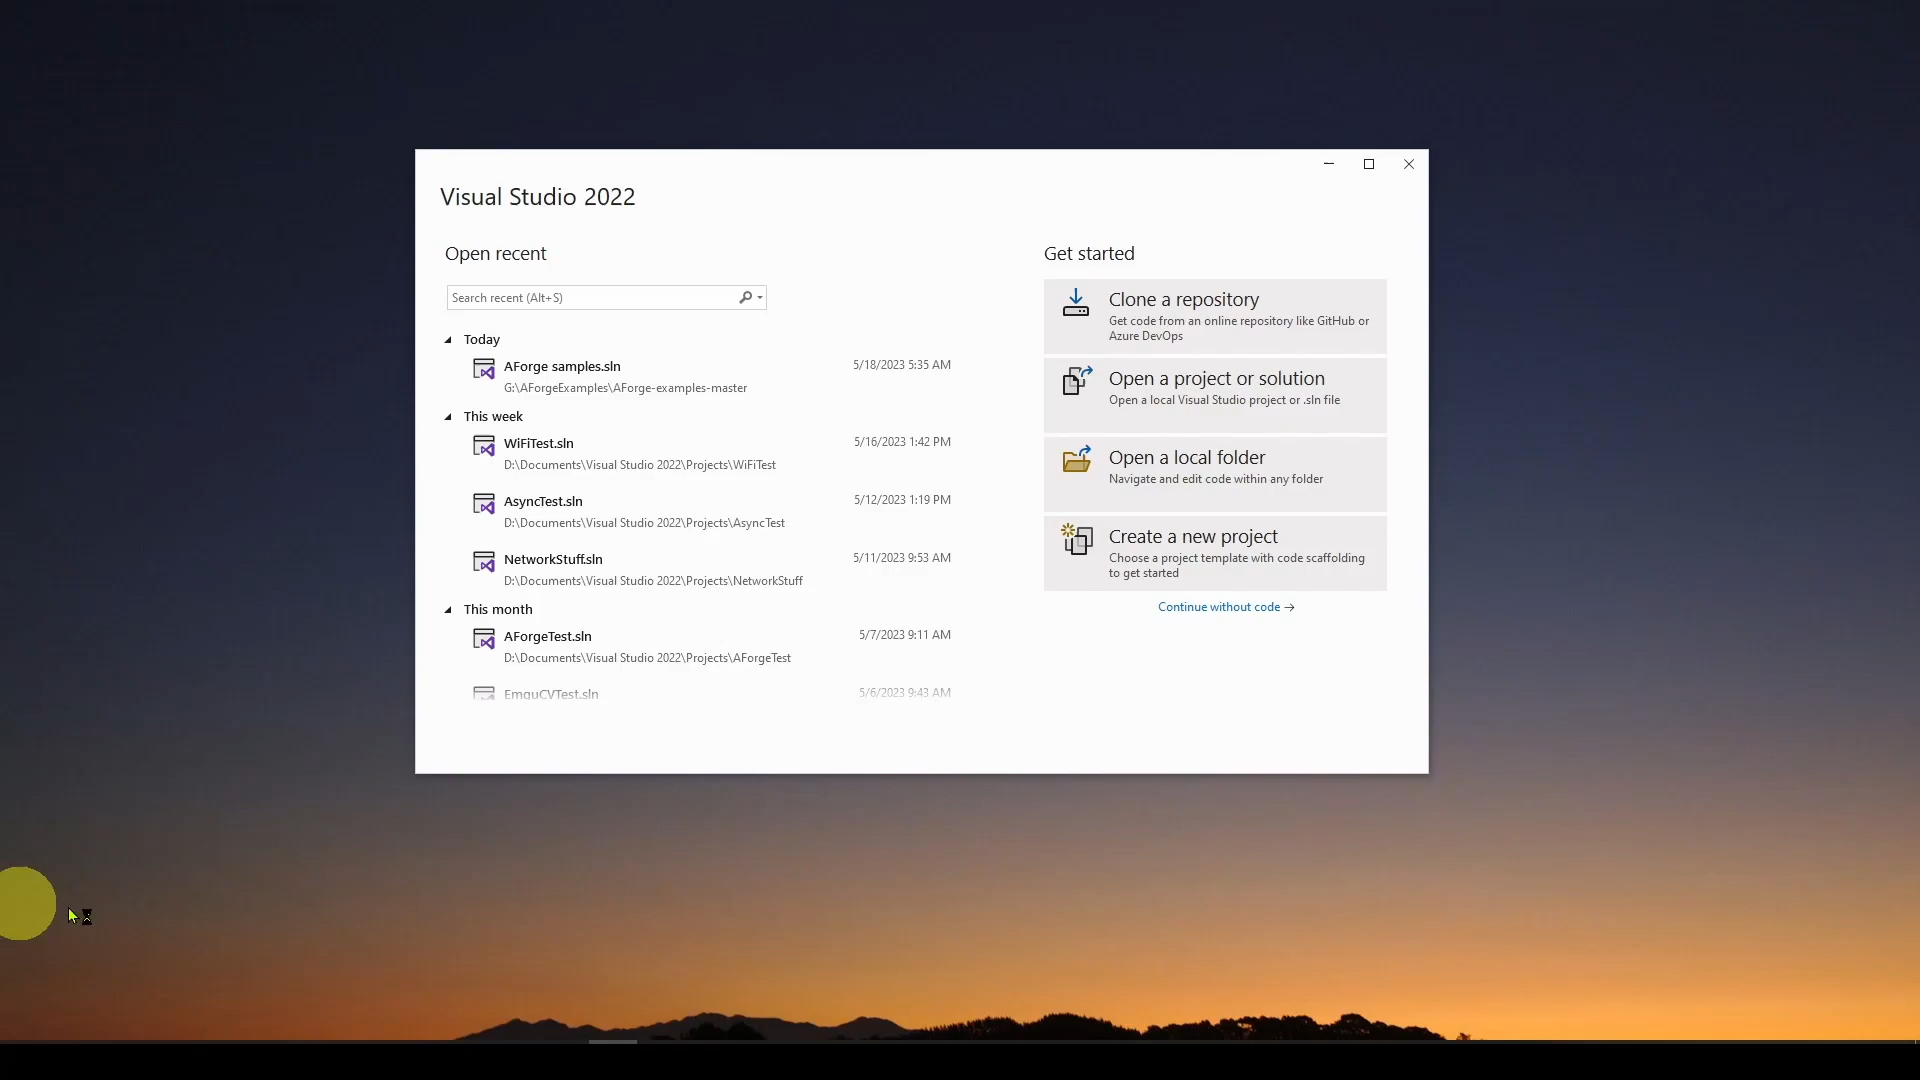 Visual Studio 2022
Open recent
Search recent (Alt+S)
Today
AForge samples.sln
5/18/2023 5:35 AM
G:\AForgeExamples\AForge-examples-master
This week
WiFiTest.sln
5/16/2023 1:42 PM
D:\Documents\Visual Studio 2022\Projects\WiFiTest
AsyncTest.sln
5/12/2023 1:19 PM
D:\Documents\Visual Studio 2022\Projects\AsyncTest
NetworkStuff.sln
5/11/2023 9:53 AM
D:\Documents\Visual Studio 2022\Projects\NetworkStuff
This month
AForgeTest.sln
5/7/2023 9:11 AM
D:\Documents\Visual Studio 2022\Projects\AForgeTest
EmguCVTest.sln
5/6/2023 9:43 AM
Get started
Clone a repository
Get code from an online repository like GitHub or
Azure DevOps
Open a project or solution
Open a local Visual Studio project or .sln file
Open a local folder
Navigate and edit code within any folder
Create a new project
Choose a project template with code scaffolding
to get started
Continue without code →